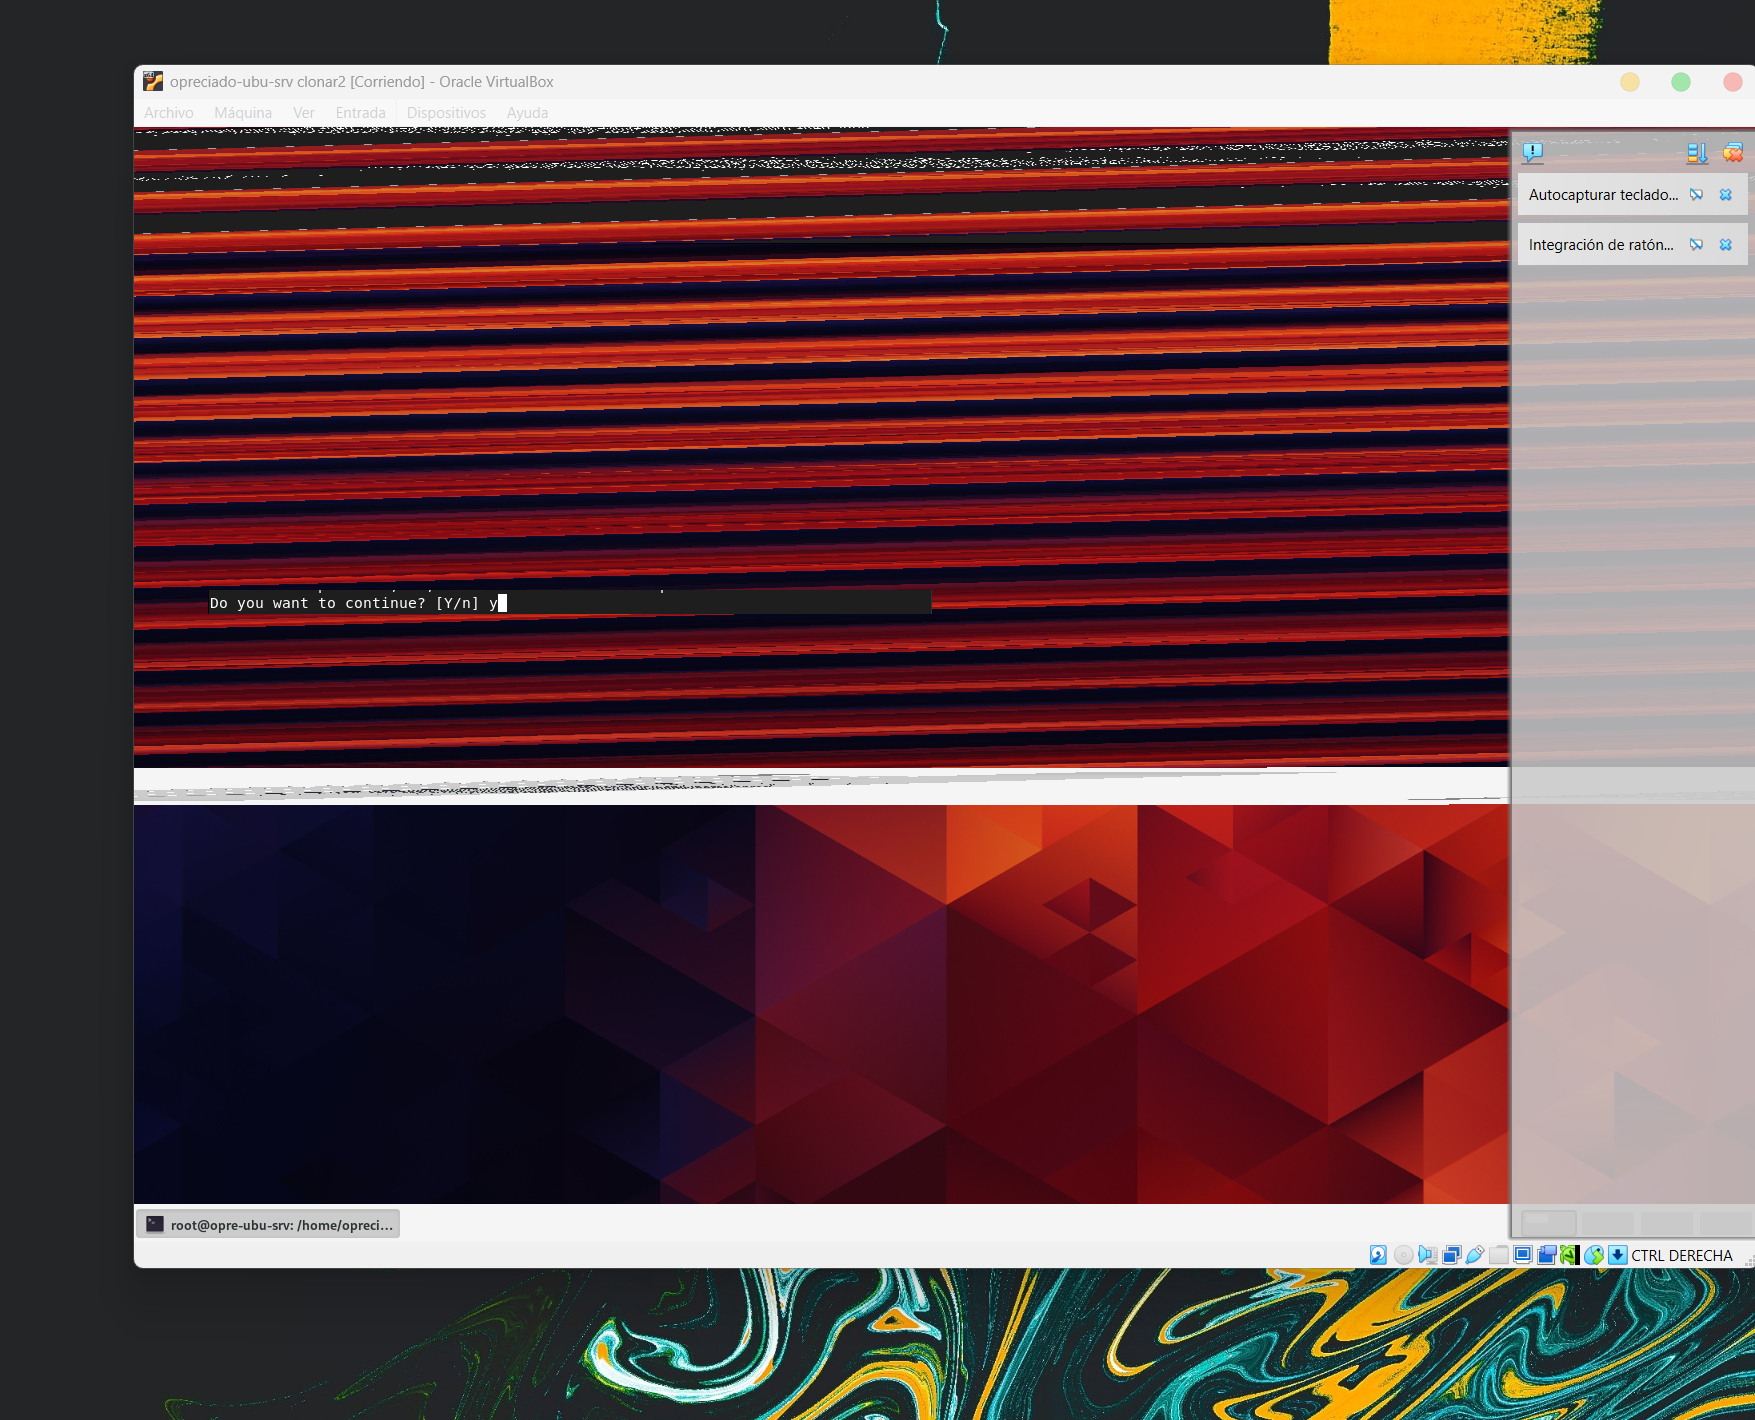 opreciado-ubu-srv clonar2 [Corriendo] - Oracle VirtualBox
Archivo Máquina Ver Entrada Dispositivos Ayuda
Autocapturar teclado...
Integración de ratón...
Do you want to continue? [Y/n] y
root@opre-ubu-srv: /home/opreci...
CTRL DERECHA